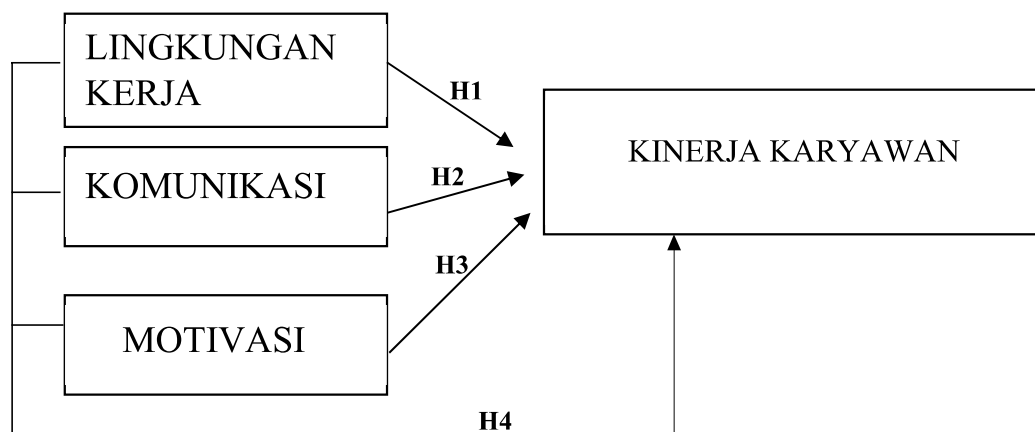 LINGKUNGAN
KERJA
H1
KINERJA KARYAWAN
KOMUNIKASI
H2
H3
MOTIVASI
H4